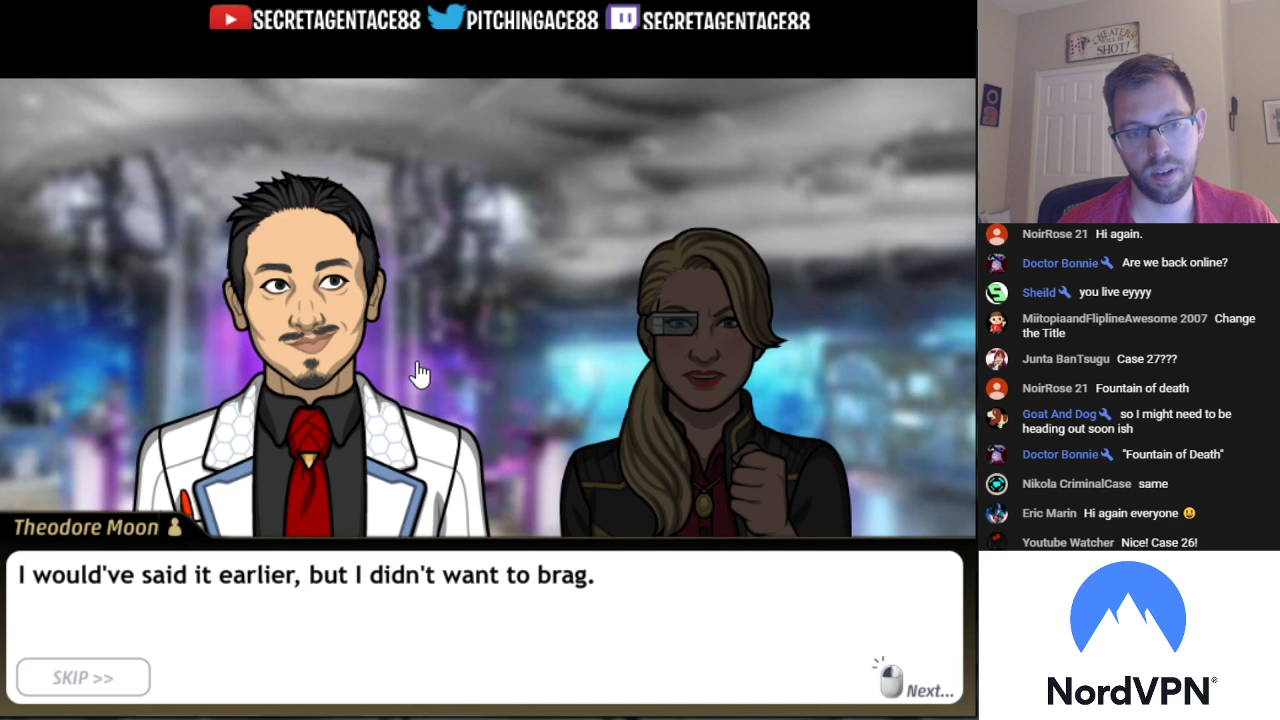 SECRETAGENTACE88 PITCHINGACE88 SECRETAGENTACE88
CHEATERS
WILL BE
SHOT!
NoirRose 21 Hi again.
Doctor Bonnie Are we back online?
Sheild you live eyyyy
MiitopiaandFliplineAwesome 2007 Change
the Title
Junta BanTsugu Case 27???
NoirRose 21 Fountain of death
Goat And Dog so I might need to be
heading out soon ish
Doctor Bonnie "Fountain of Death"
Nikola CriminalCase same
Eric Marin Hi again everyone 😃
Youtube Watcher Nice! Case 26!
Theodore Moon
I would've said it earlier, but I didn't want to brag.
SKIP >>
Next...
NordVPN®